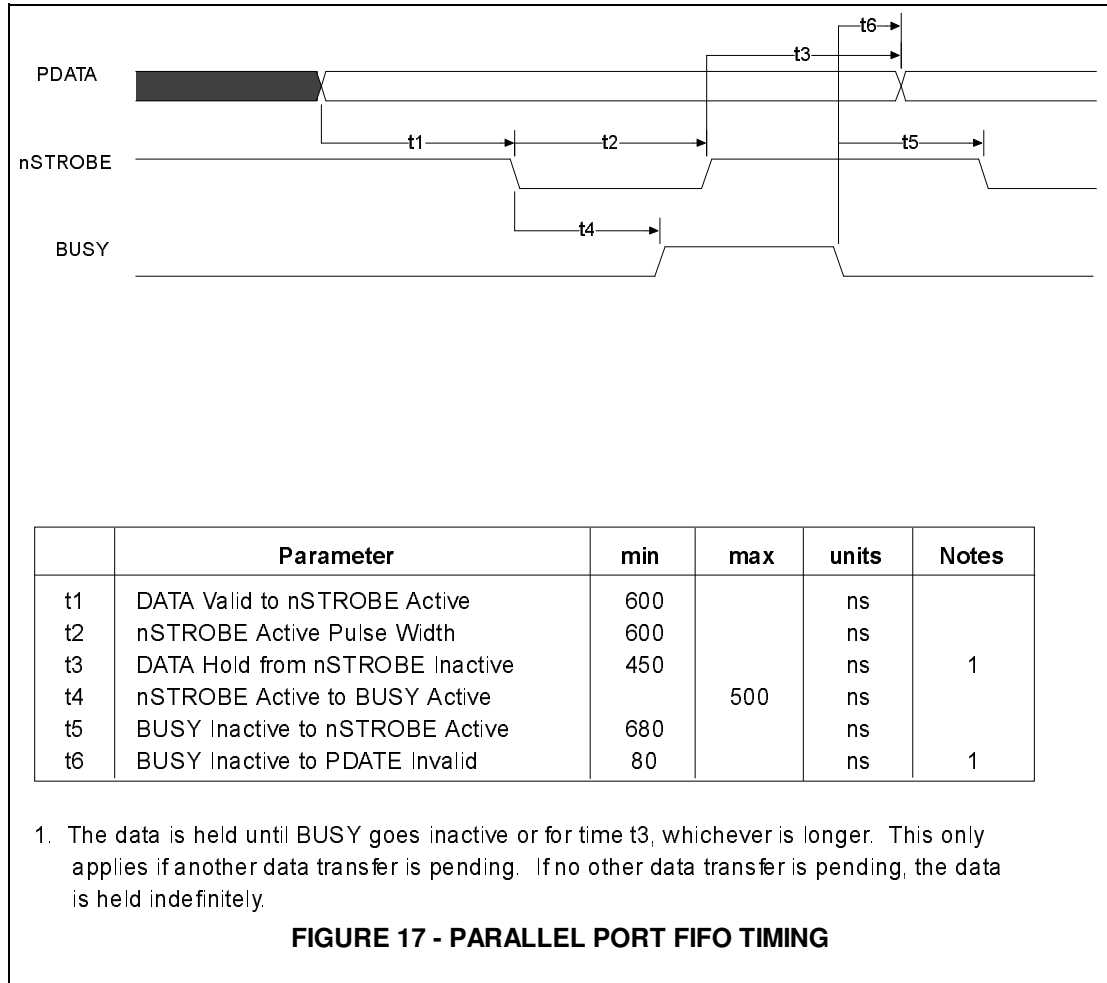 t6
t3
PDATA
t1
t2
t5
nSTROBE
t4
BUSY
Parameter min max units Notes
t1 DATA Valid to nSTROBE Active 600 ns
t2 nSTROBE Active Pulse Width 600 ns
t3 DATA Hold from nSTROBE Inactive 450 ns 1
t4 nSTROBE Active to BUSY Active 500 ns
t5 BUSY Inactive to nSTROBE Active 680 ns
t6 BUSY Inactive to PDATE Invalid 80 ns 1
1. The data is held until BUSY goes inactive or for time t3, whichever is longer. This only
applies if another data transfer is pending. If no other data transfer is pending, the data
is held indefinitely.
FIGURE 17 - PARALLEL PORT FIFO TIMING